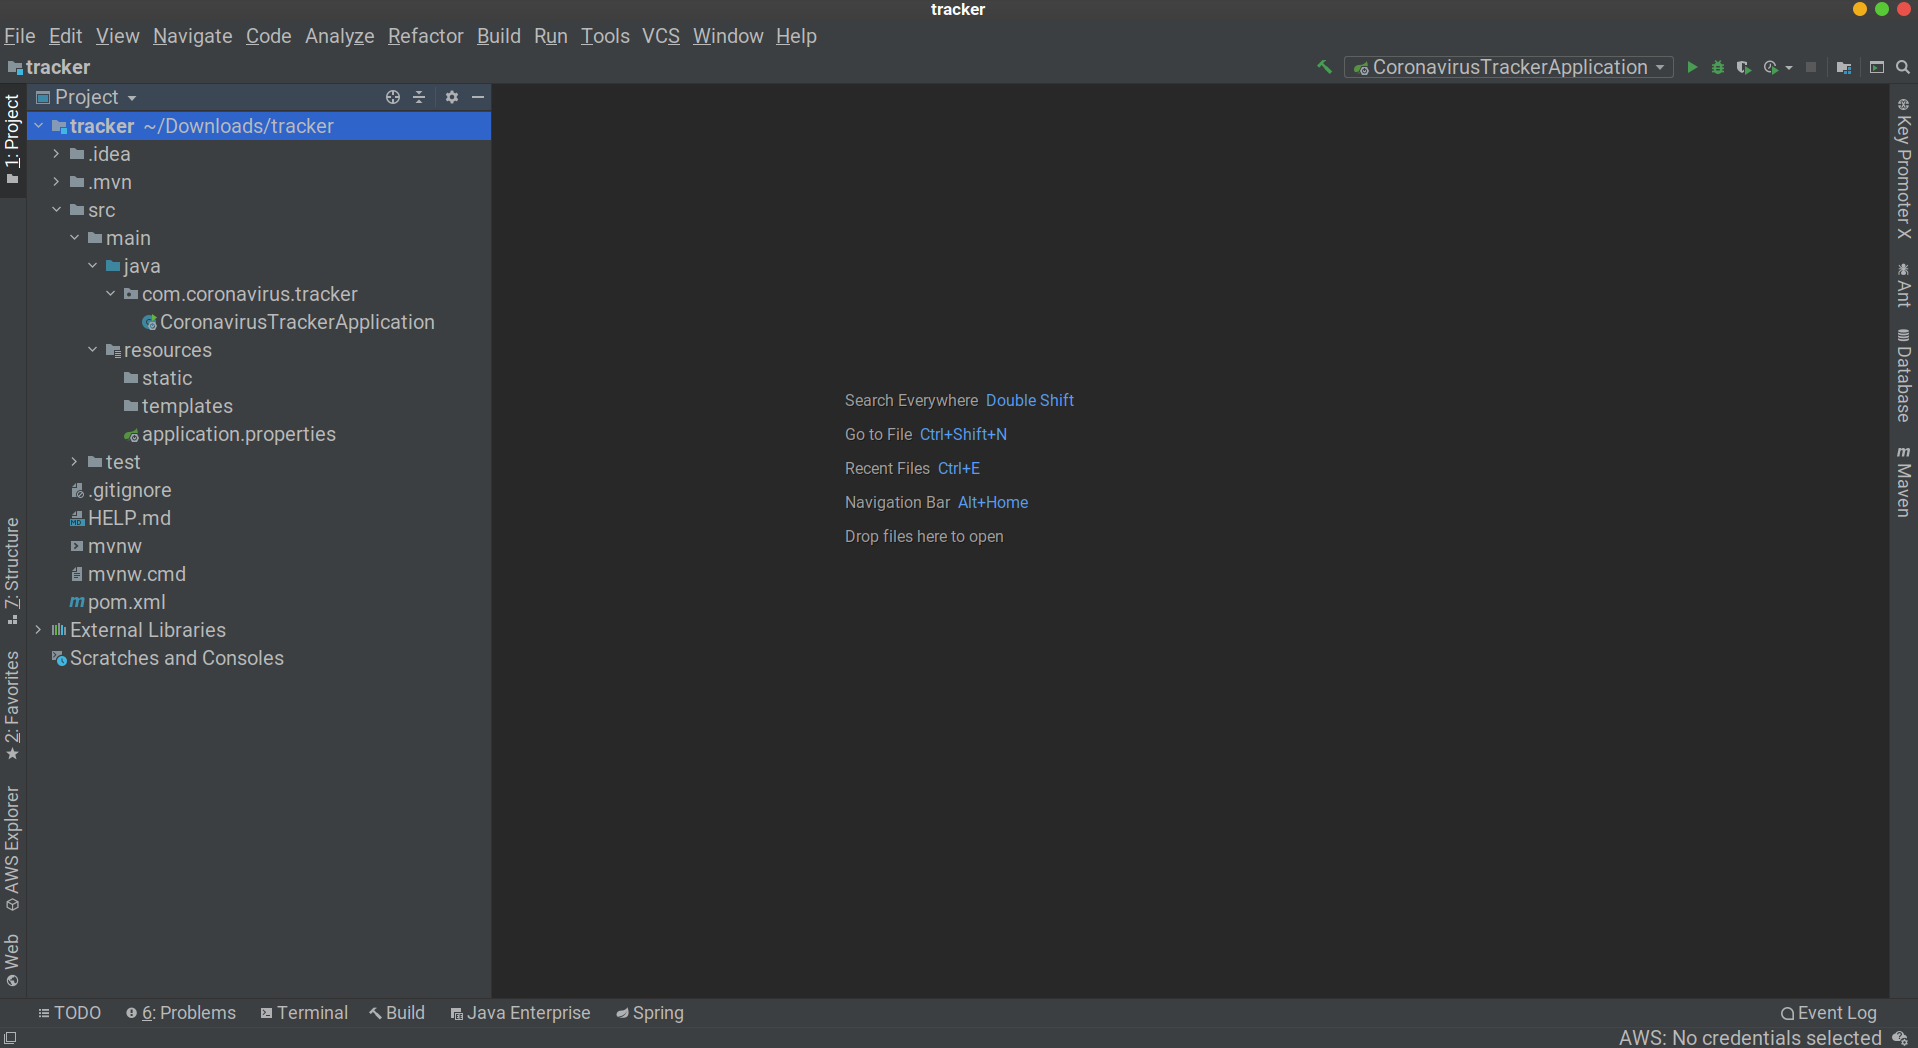 tracker
File Edit View Navigate Code Analyze Refactor Build Run Tools VCS Window Help
tracker
CoronavirusTrackerApplication
Project
tracker ~/Downloads/tracker
.idea
.mvn
src
main
java
com.coronavirus.tracker
CoronavirusTrackerApplication
resources
static
templates
application.properties
test
.gitignore
HELP.md
mvnw
mvnw.cmd
pom.xml
External Libraries
Scratches and Consoles
1: Project
7: Structure
2: Favorites
AWS Explorer
Web
Search Everywhere Double Shift
Go to File Ctrl+Shift+N
Recent Files Ctrl+E
Navigation Bar Alt+Home
Drop files here to open
Key Promoter X
Ant
Database
Maven
TODO 6: Problems Terminal Build Java Enterprise Spring Event Log
AWS: No credentials selected